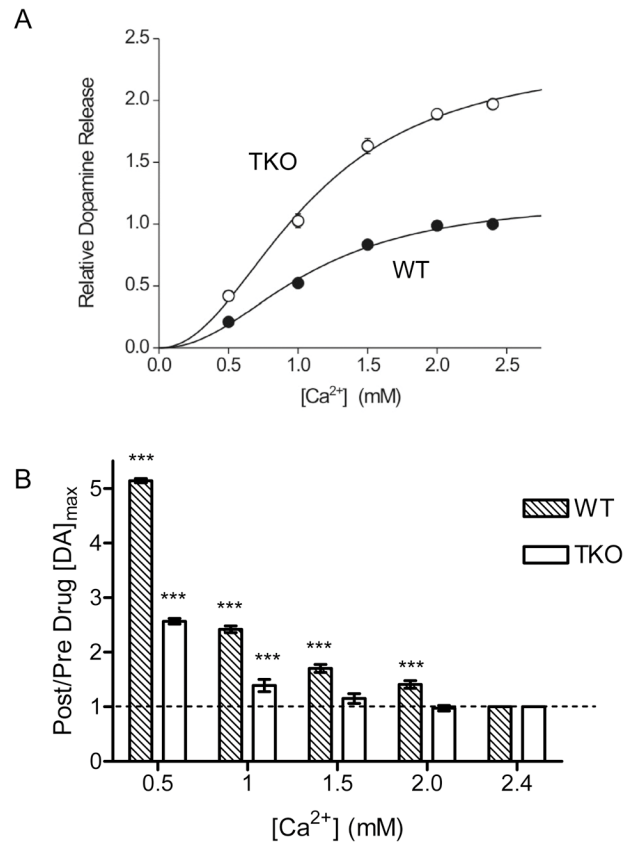 A
Relative Dopamine Release
2.5
2.0
1.5
1.0
0.5
0.0
TKO
WT
0.0 0.5 1.0 1.5 2.0 2.5
[Ca²⁺] (mM)
B
Post/Pre Drug [DA]max
5
4
3
2
1
0
***
***
***
***
***
***
WT
TKO
0.5 1 1.5 2.0 2.4
[Ca²⁺] (mM)